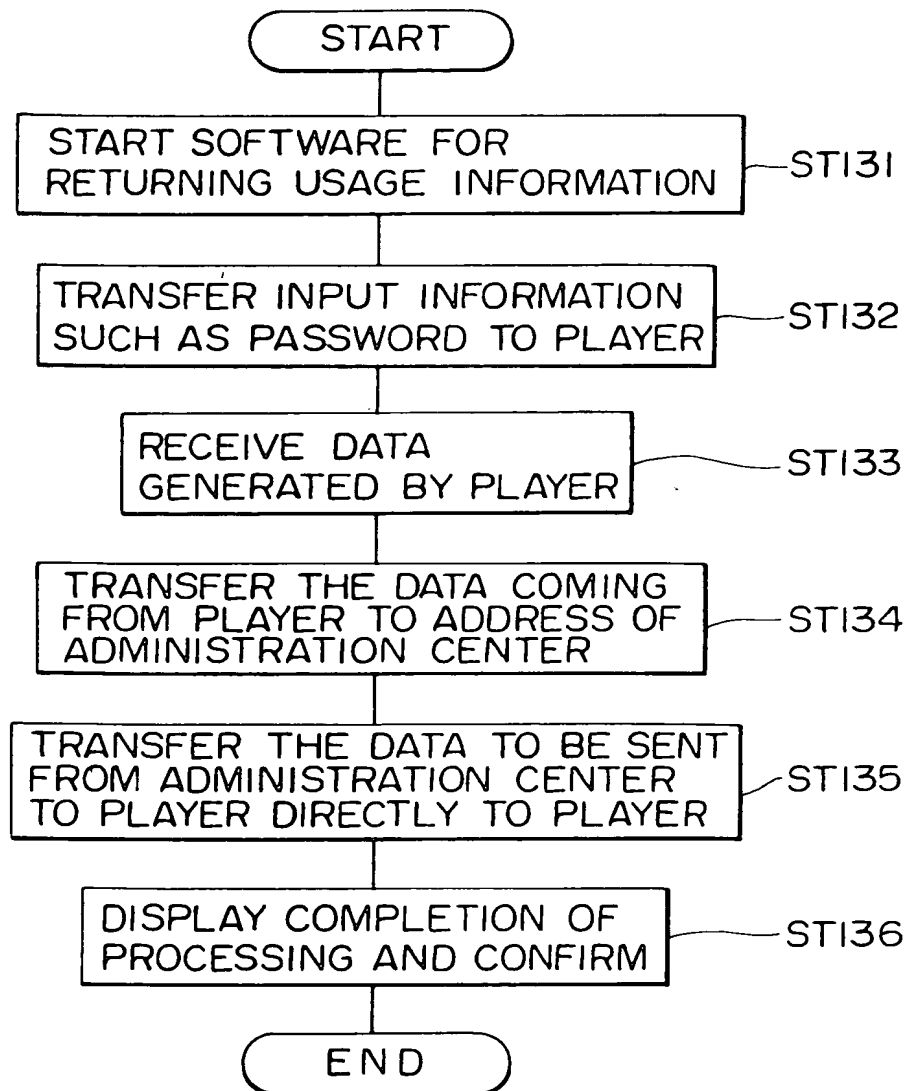 START
START SOFTWARE FOR
RETURNING USAGE INFORMATION
ST131
TRANSFER INPUT INFORMATION
SUCH AS PASSWORD TO PLAYER
ST132
RECEIVE DATA
GENERATED BY PLAYER
ST133
TRANSFER THE DATA COMING
FROM PLAYER TO ADDRESS OF
ADMINISTRATION CENTER
ST134
TRANSFER THE DATA TO BE SENT
FROM ADMINISTRATION CENTER
TO PLAYER DIRECTLY TO PLAYER
ST135
DISPLAY COMPLETION OF
PROCESSING AND CONFIRM
ST136
END